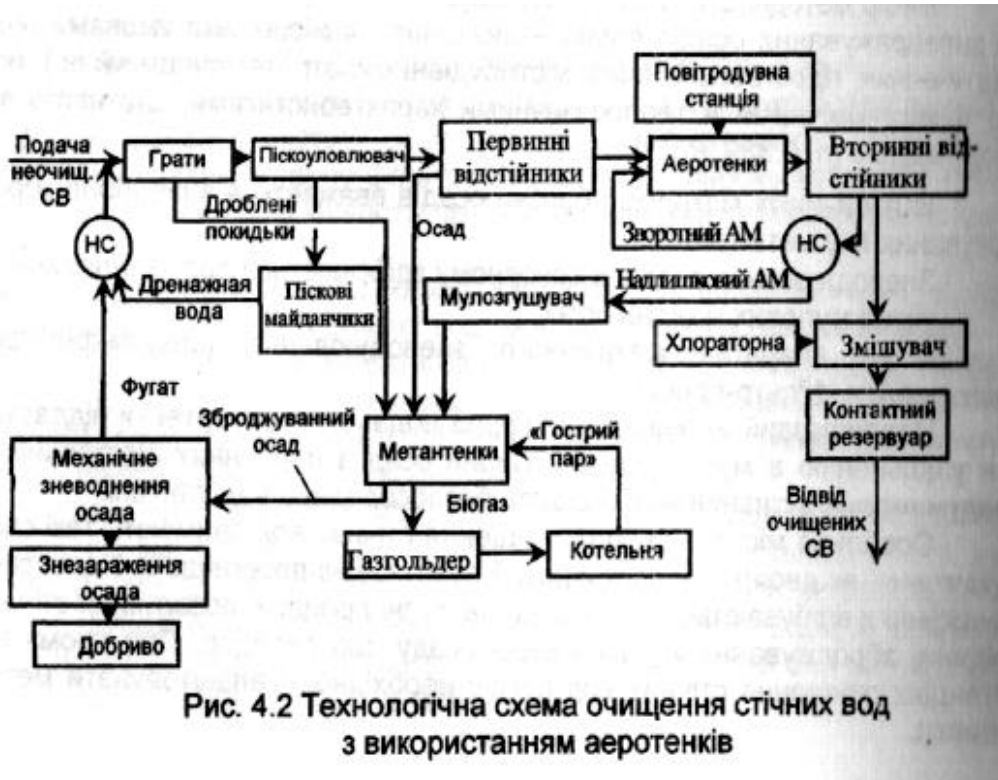 Повітродувна
станція
Подача
неочищ.
СВ
Грати
Піскоуловлювач
Первинні
відстійники
Аеротенки
Вторинні від-
стійники
Дроблені
покидьки
Осад
Зворотний АМ
НС
НС
Надлишковий АМ
Дренажная
вода
Піскові
майданчики
Мулозгушувач
Хлораторна
Змішувач
Фугат
Зброджуванний
осад
Метантенки
«Гострий
пар»
Контактний
резервуар
Механічне
зневоднення
осада
Біогаз
Відвід
очищених
СВ
Газгольдер
Котельня
Знезараження
осада
Добриво
Рис. 4.2 Технологічна схема очищення стічних вод
з використанням аеротенків